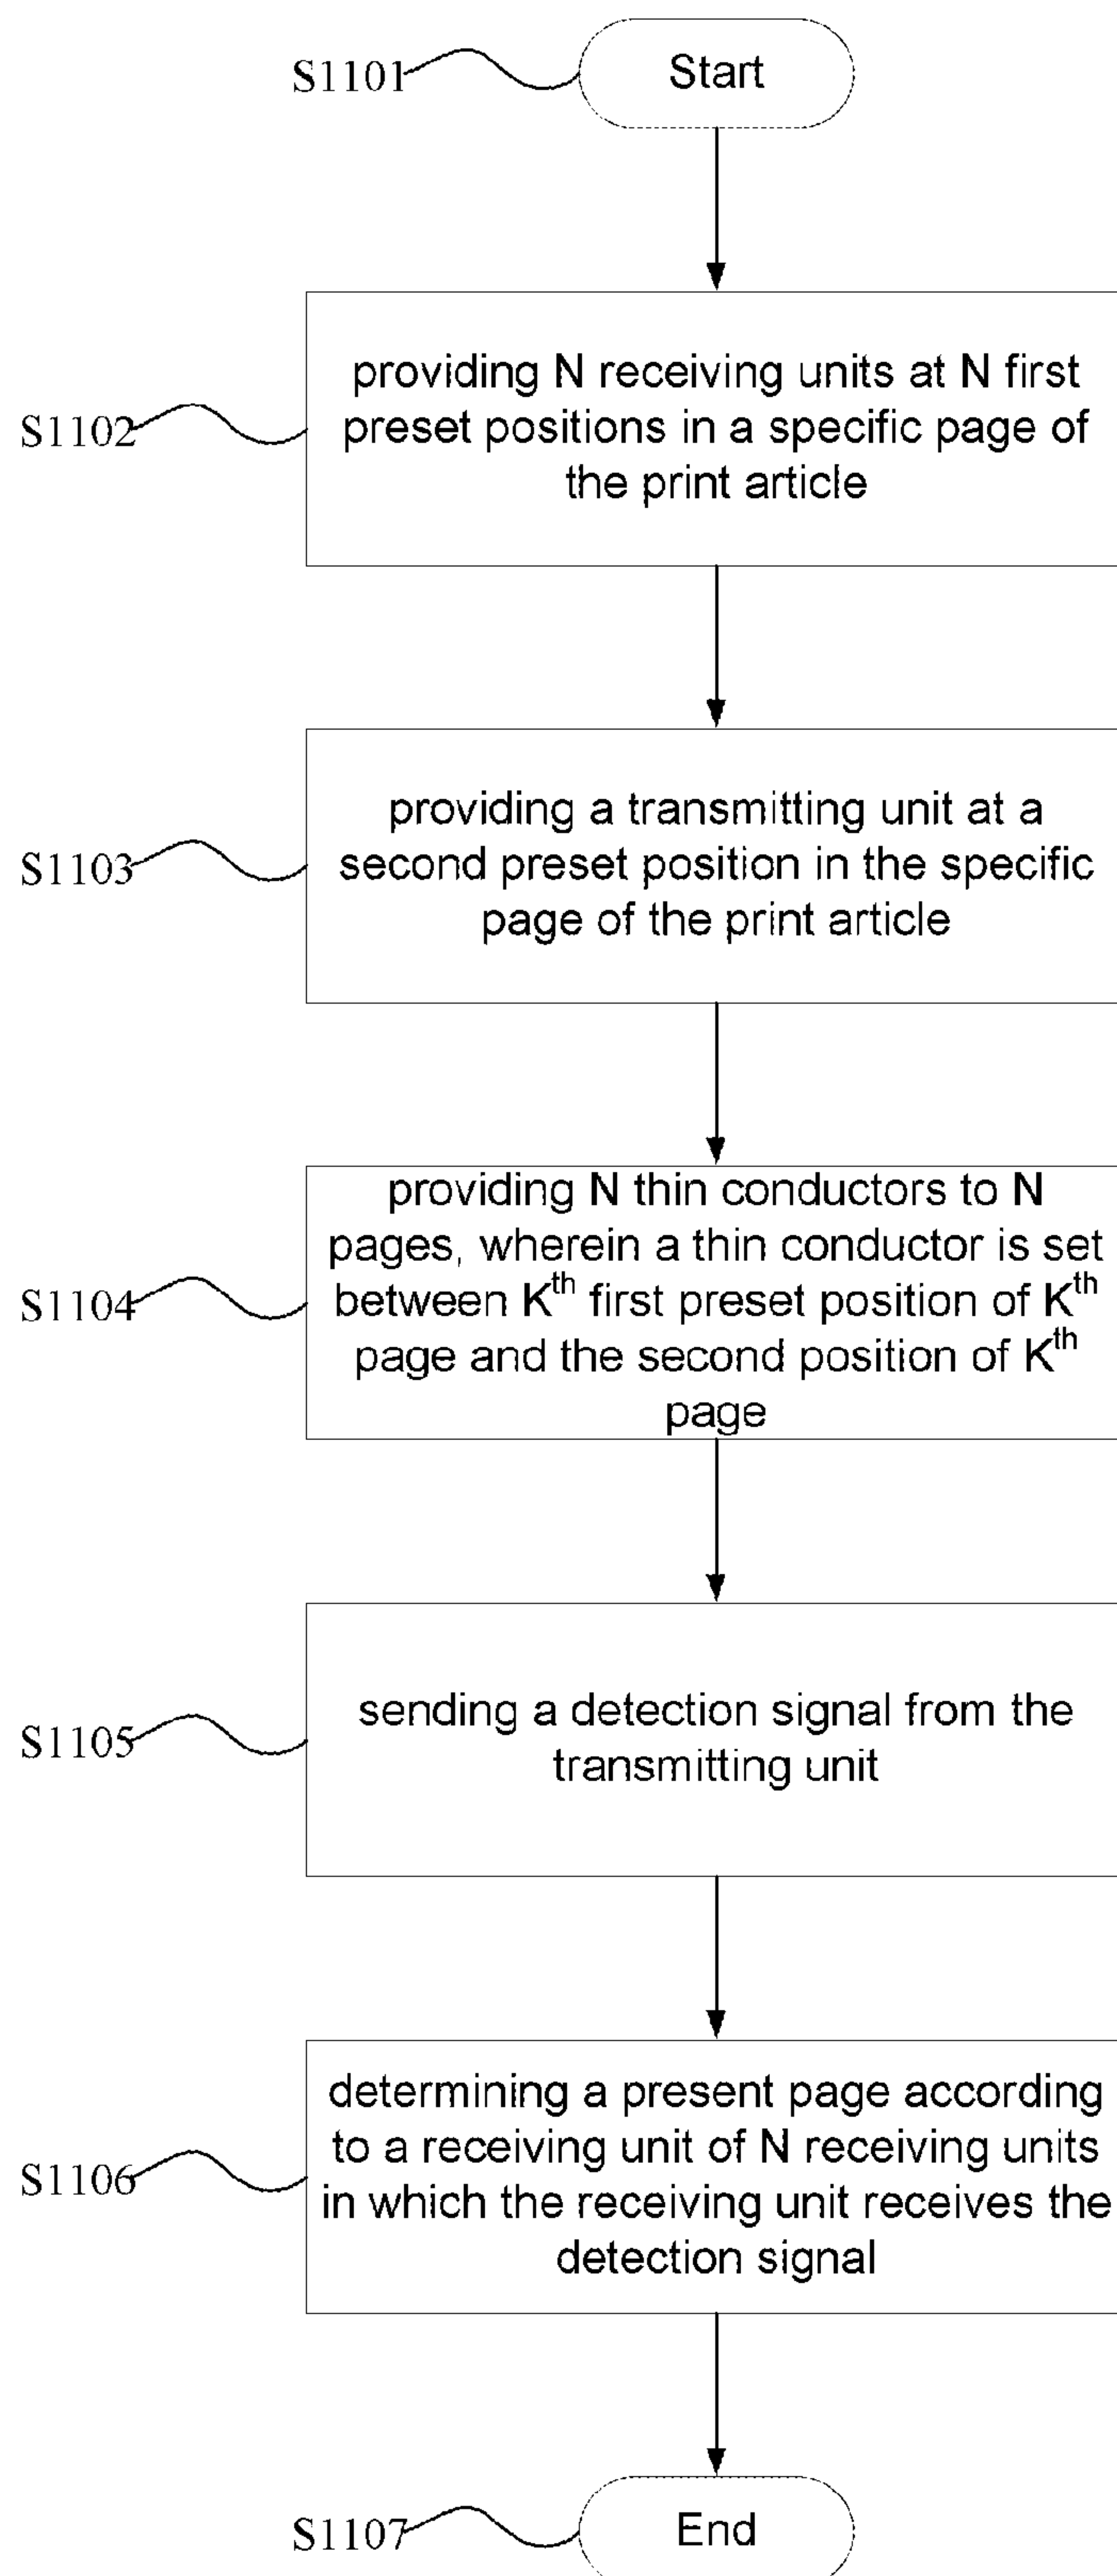 S1101
Start
S1102
providing N receiving units at N first
preset positions in a specific page of
the print article
S1103
providing a transmitting unit at a
second preset position in the specific
page of the print article
S1104
providing N thin conductors to N
pages, wherein a thin conductor is set
between Kth first preset position of Kth
page and the second position of Kth
page
S1105
sending a detection signal from the
transmitting unit
S1106
determining a present page according
to a receiving unit of N receiving units
in which the receiving unit receives the
detection signal
S1107
End